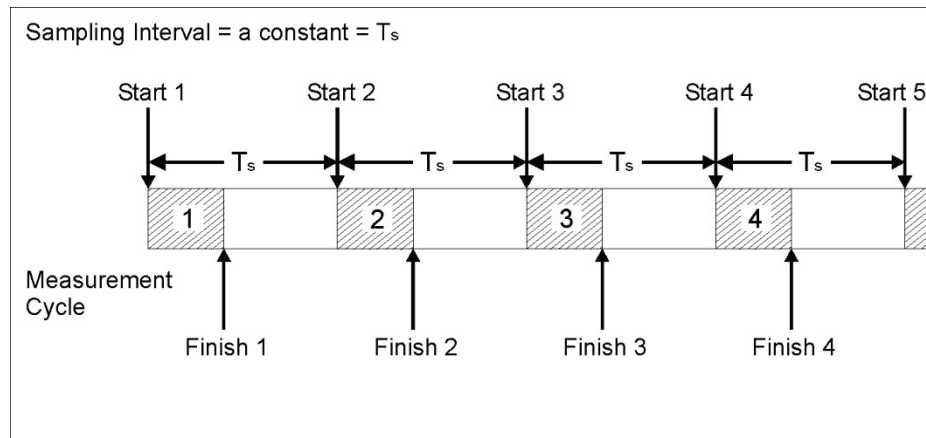 Sampling Interval = a constant = Ts
Start 1 Start 2 Start 3 Start 4 Start 5
Ts Ts Ts Ts
1 2 3 4
Measurement
Cycle
Finish 1 Finish 2 Finish 3 Finish 4